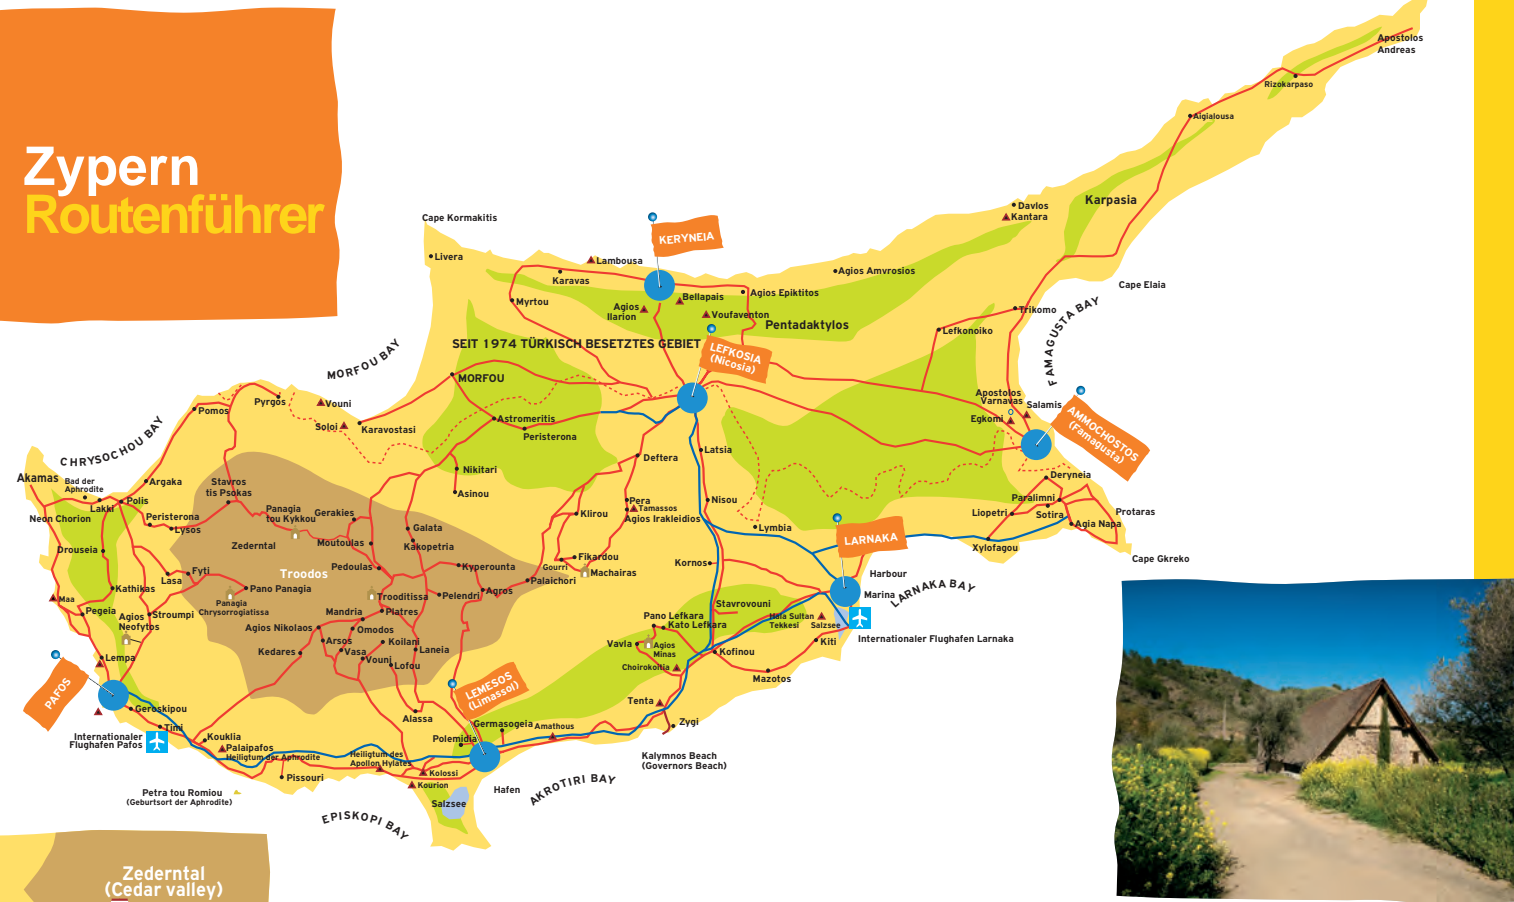 Zypern
Routenführer
Apostolos
Andreas
Rizokarpaso
Aigialousa
Karpasia
Davlos
Kantara
Cape Kormakitis
KERYNEIA
Livera
Lambousa
Karavas
Agios Amvrosios
Cape Elaia
Myrtou
Bellapais
Agios Epiktitos
Agios
Ilarion
Voufaventon
Pentadaktylos
Trikomo
Lefkonoiko
FAMAGUSTA BAY
SEIT 1974 TÜRKISCH BESETZTES GEBIET
LEFKOSIA
(Nicosia)
MORFOU BAY
MORFOU
Pyrgos
Vouni
Pomos
Soloi
Karavostasi
Astromeritis
Peristerona
Apostolos
Varnavas
Salamis
Egkomi
AMMOCHOSTOS
(Famagusta)
CHRYSOCHOU BAY
Deftera
Latsia
Akamas
Bad der
Aphrodite
Argaka
Stavros
tis Psokas
Nikitari
Asinou
Deryneia
Lakki
Polis
Neon Chorion
Peristerona
Lysos
Panagia
tou Kykkou
Gerakies
Galata
Klirou
Pera
Tamassos
Agios Irakleidios
Nisou
Lymbia
Paralimni
Liopetri
Sotira
Protaras
Agia Napa
Xylofagou
Cape Gkreko
LARNAKA
Drouseia
Zederntal
Moutoulas
Kakopetria
Fikardou
Gourri
Machairas
Kornos
Lasa
Fyti
Troodos
Pedoulas
Kyperounta
Palaichori
Harbour
Marina
LARNAKA BAY
Kathikas
Pano Panagia
Panagia
Chrysorrogiatissa
Trooditissa
Pelendri
Agros
Maa
Pegeia
Agios
Neofytos
Stroumpi
Mandria
Platres
Stavrovouni
Hala Sultan
Tekkesi
Salzsee
Pano Lefkara
Kato Lefkara
Internationaler Flughafen Larnaka
Agios Nikolaos
Omodos
Arsos
Koilani
Laneia
Kedares
Vasa
Vouni
Lofou
Vavla
Agios
Minas
Kiti
Kofinou
Choirokoitia
Mazotos
Lempa
PAFOS
LEMESOS
(Limassol)
Geroskipou
Timi
Alassa
Tenta
Zygi
Germasogeia
Amathous
Internationaler
Flughafen Pafos
Kouklia
Palaipafos
Heiligtum der Aphrodite
Polemidia
Heiligtum des
Apollon Hylates
Kolossi
Kourion
Kalymnos Beach
(Governors Beach)
Pissouri
Petra tou Romiou
(Geburtsort der Aphrodite)
Salzsee
Hafen
AKROTIRI BAY
EPISKOPI BAY
Zederntal
(Cedar valley)